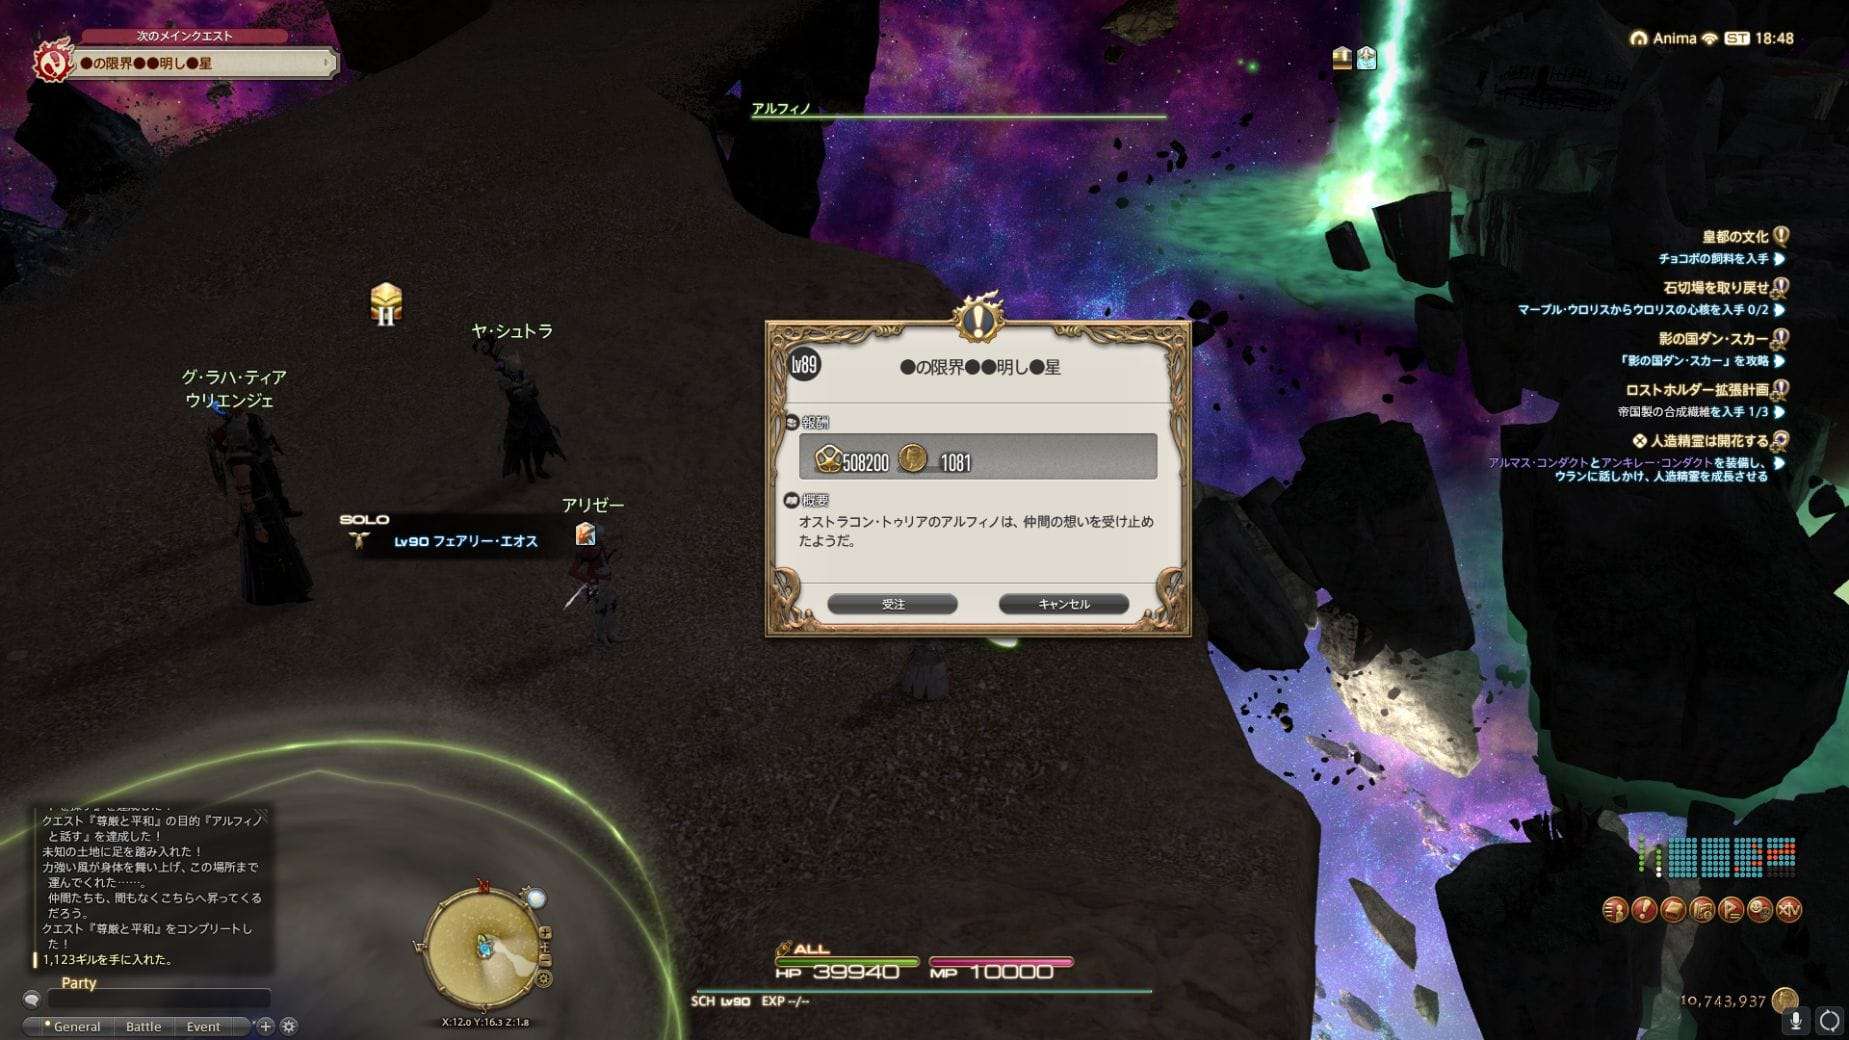 次のメインクエスト
●の限界●●明し●星
アルフィノ
Anima ST 18:48
皇都の文化
チョコボの飼料を入手
石切場を取り戻せ
マーブル・ウロリスからウロリスの心核を入手 0/2
影の国ダン・スカー
「影の国ダン・スカー」を攻略
ロストホルダー拡張計画
帝国製の合成繊維を入手 1/3
人造精霊は開花する
アルマス・コンダクトとアンキレー・コンダクトを装備し、
ウランに話しかけ、人造精霊を成長させる
H
ヤ・シュトラ
グ・ラハ・ティア
ウリエンジェ
アリゼー
SOLO
Lv90 フェアリー・エオス
Lv89
●の限界●●明し●星
報酬
508200 1081
概要
オストラコン・トゥリアのアルフィノは、仲間の想いを受け止め
たようだ。
受注 キャンセル
クエスト『尊厳と平和』の目的『アルフィノ
と話す』を達成した！
未知の土地に足を踏み入れた！
力強い風が身体を舞い上げ、この場所まで
運んでくれた……。
仲間たちも、間もなくこちらへ昇ってくる
だろう。
クエスト『尊厳と平和』をコンプリートし
た！
1,123ギルを手に入れた。
Party
General Battle Event
N
X:12.0 Y:16.3 Z:1.8
ALL
HP 39940 MP 10000
SCH Lv90 EXP --/--
XIV
10,743,937